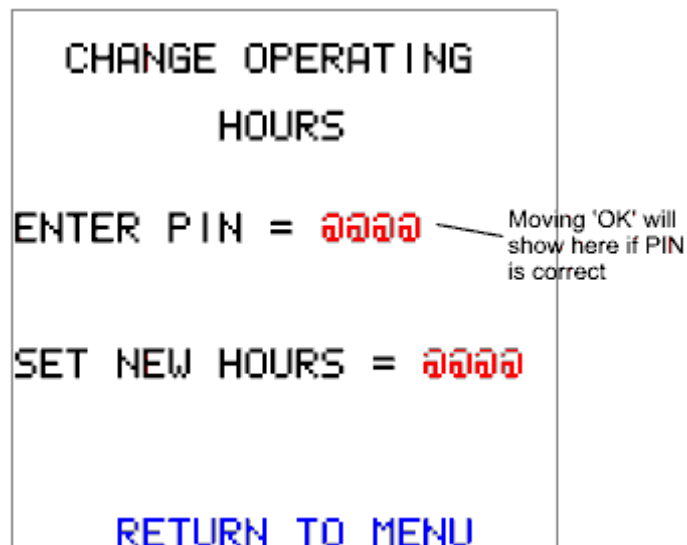 CHANGE OPERATING
HOURS
ENTER PIN = @@@@
Moving 'OK' will
show here if PIN
is correct
SET NEW HOURS = @@@@
RETURN TO MENU